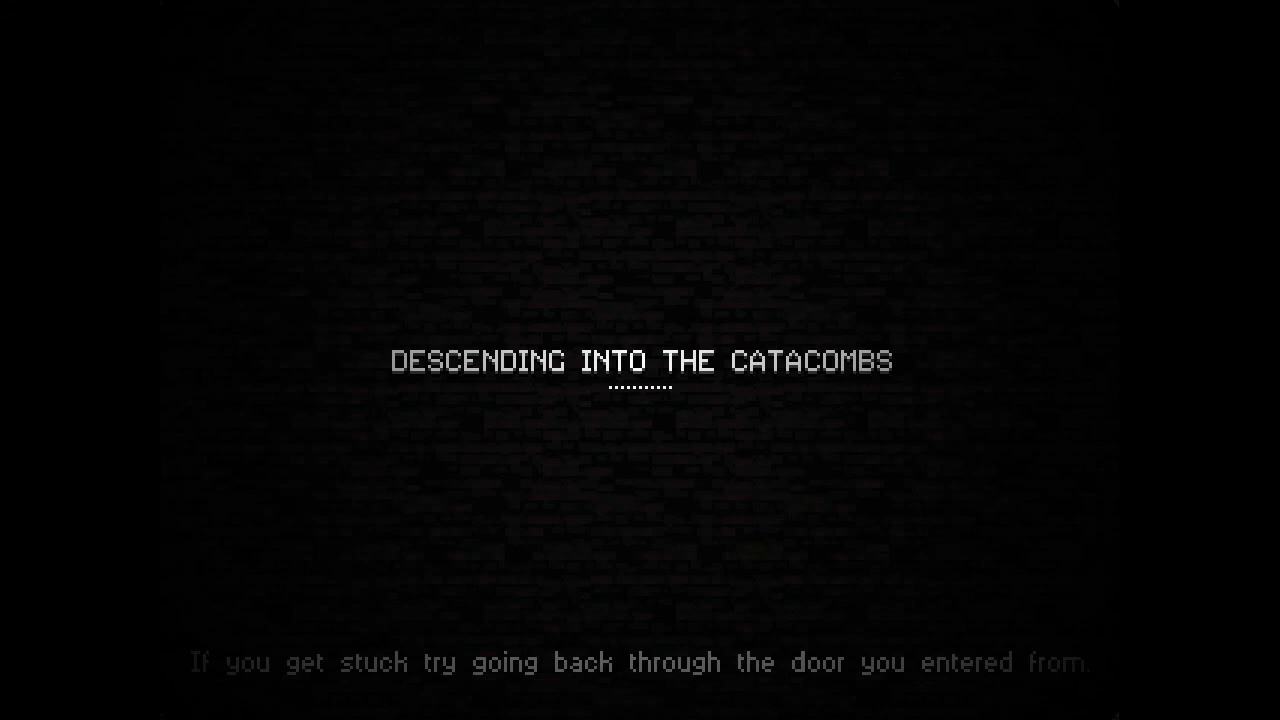 DESCENDING INTO THE CATACOMBS
If you get stuck try going back through the door you entered from.